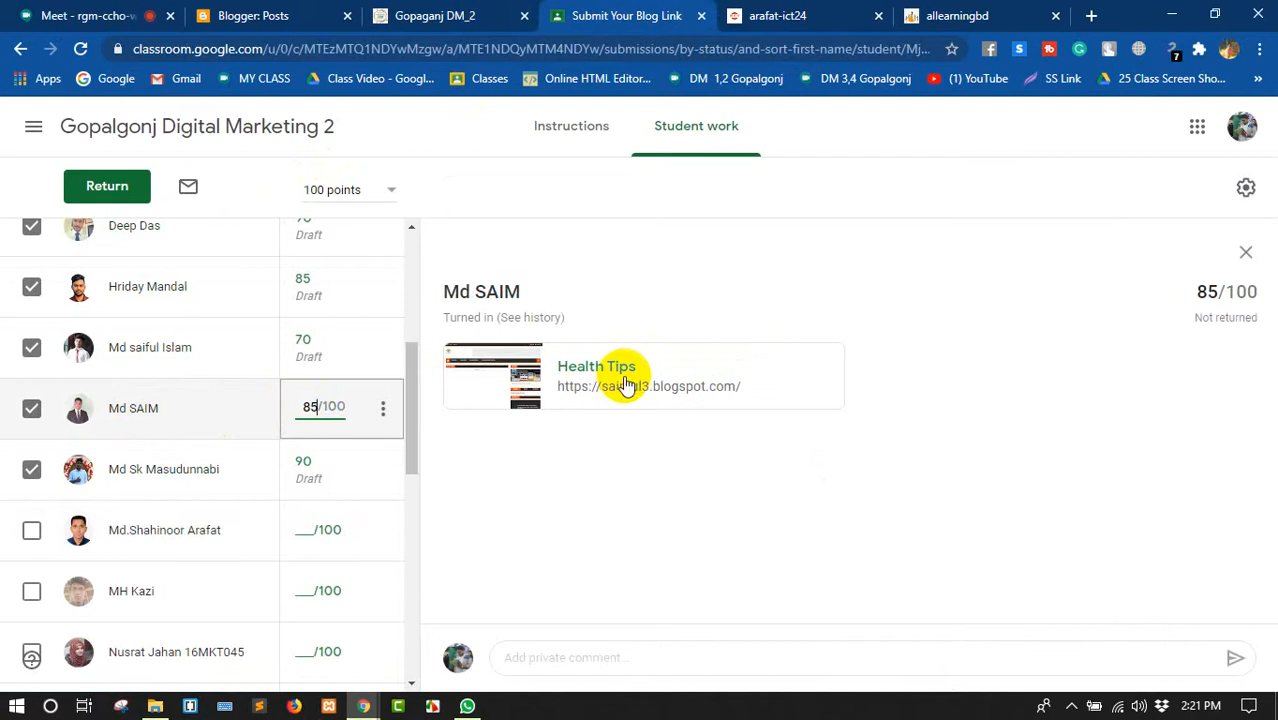 Meet - rgm-ccho-w
Blogger: Posts
Gopaganj DM_2
Submit Your Blog Link
arafat-ict24
allearningbd
classroom.google.com/u/0/c/MTEzMTQ1NDYwMzgw/a/MTE1NDQyMTM4NDYw/submissions/by-status/and-sort-first-name/student/Mj...
7
Apps
Google
Gmail
MY CLASS
Class Video - Googl...
Classes
Online HTML Editor...
DM 1,2 Gopalgonj
DM 3,4 Gopalgonj
(1) YouTube
SS Link
25 Class Screen Sho...
Gopalgonj Digital Marketing 2
Instructions
Student work
Return
100 points
Deep Das
Draft
Hriday Mandal
85
Draft
Md saiful Islam
70
Draft
Md SAIM
85/100
Md Sk Masudunnabi
90
Draft
Md.Shahinoor Arafat
___/100
MH Kazi
___/100
Nusrat Jahan 16MKT045
___/100
Md SAIM
85/100
Turned in (See history)
Not returned
Health Tips
Add private comment...
2:21 PM